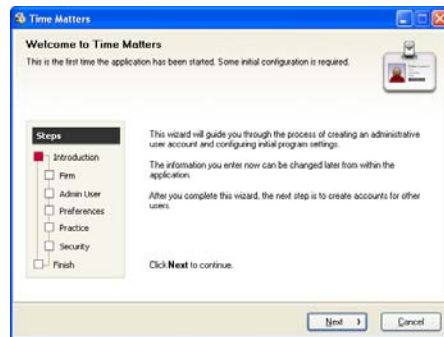 Time Matters
Welcome to Time Matters
This is the first time the application has been started. Some initial configuration is required.
Steps
Introduction
Firm
Admin User
Preferences
Practice
Security
Finish
This wizard will guide you through the process of creating an administrative
user account and configuring initial program settings.
The information you enter now can be changed later from within the
application.
After you complete this wizard, the next step is to create accounts for other
users.
Click Next to continue.
Next
Cancel